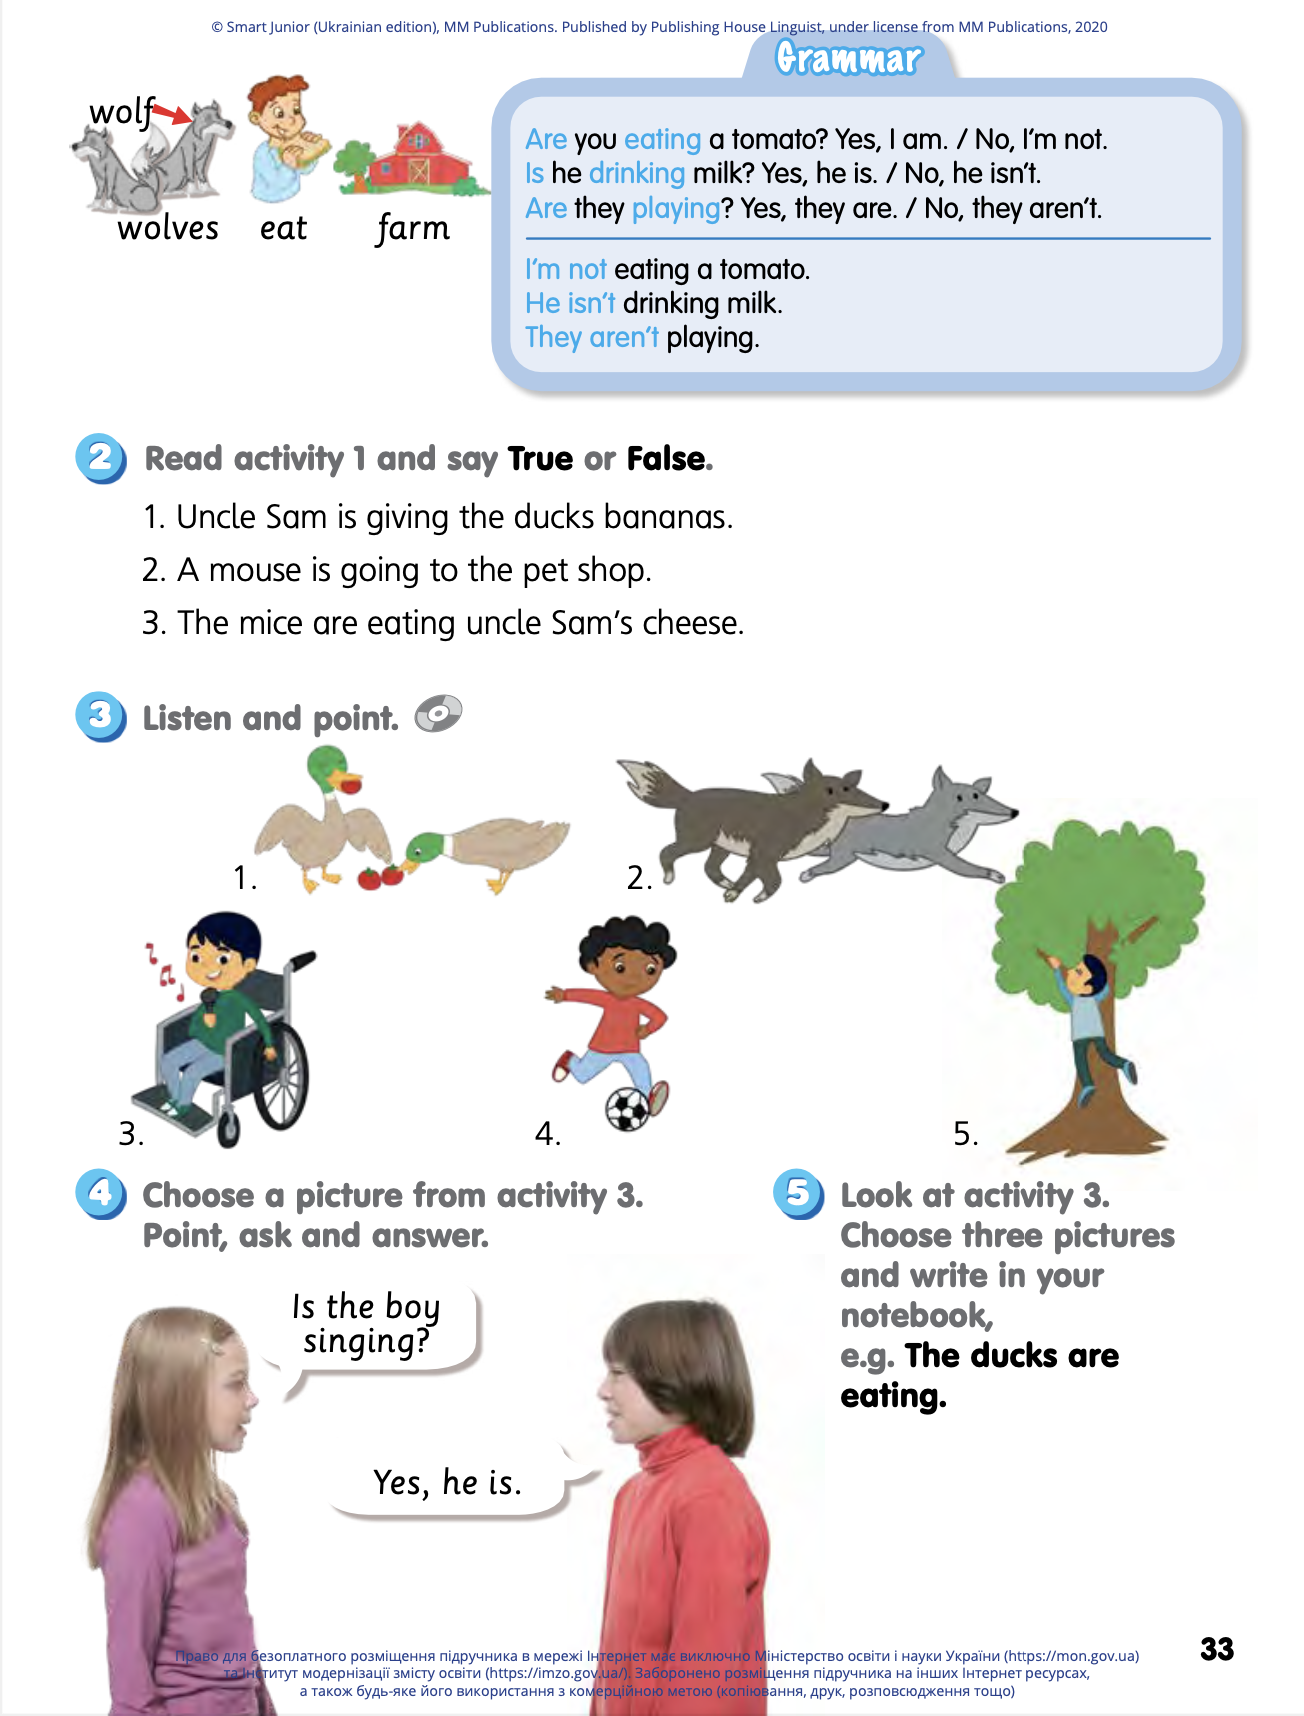 © Smart Junior (Ukrainian edition), MM Publications. Published by Publishing House Linguist, under license from MM Publications, 2020
Grammar
wolf
wolves
eat
farm
Are you eating a tomato? Yes, I am. / No, I'm not.
Is he drinking milk? Yes, he is. / No, he isn't.
Are they playing? Yes, they are. / No, they aren't.
I'm not eating a tomato.
He isn't drinking milk.
They aren't playing.
2 Read activity 1 and say True or False.
1. Uncle Sam is giving the ducks bananas.
2. A mouse is going to the pet shop.
3. The mice are eating uncle Sam's cheese.
3 Listen and point.
1.
2.
3.
4.
5.
4 Choose a picture from activity 3.
Point, ask and answer.
Is the boy
singing?
Yes, he is.
5 Look at activity 3.
Choose three pictures
and write in your
notebook,
e.g. The ducks are
eating.
33
Право для безоплатного розміщення підручника в мережі Інтернет має виключно Міністерство освіти і науки України (https://mon.gov.ua)
та Інститут модернізації змісту освіти (https://imzo.gov.ua/). Заборонено розміщення підручника на інших Інтернет ресурсах,
а також будь-яке його використання з комерційною метою (копіювання, друк, розповсюдження тощо)